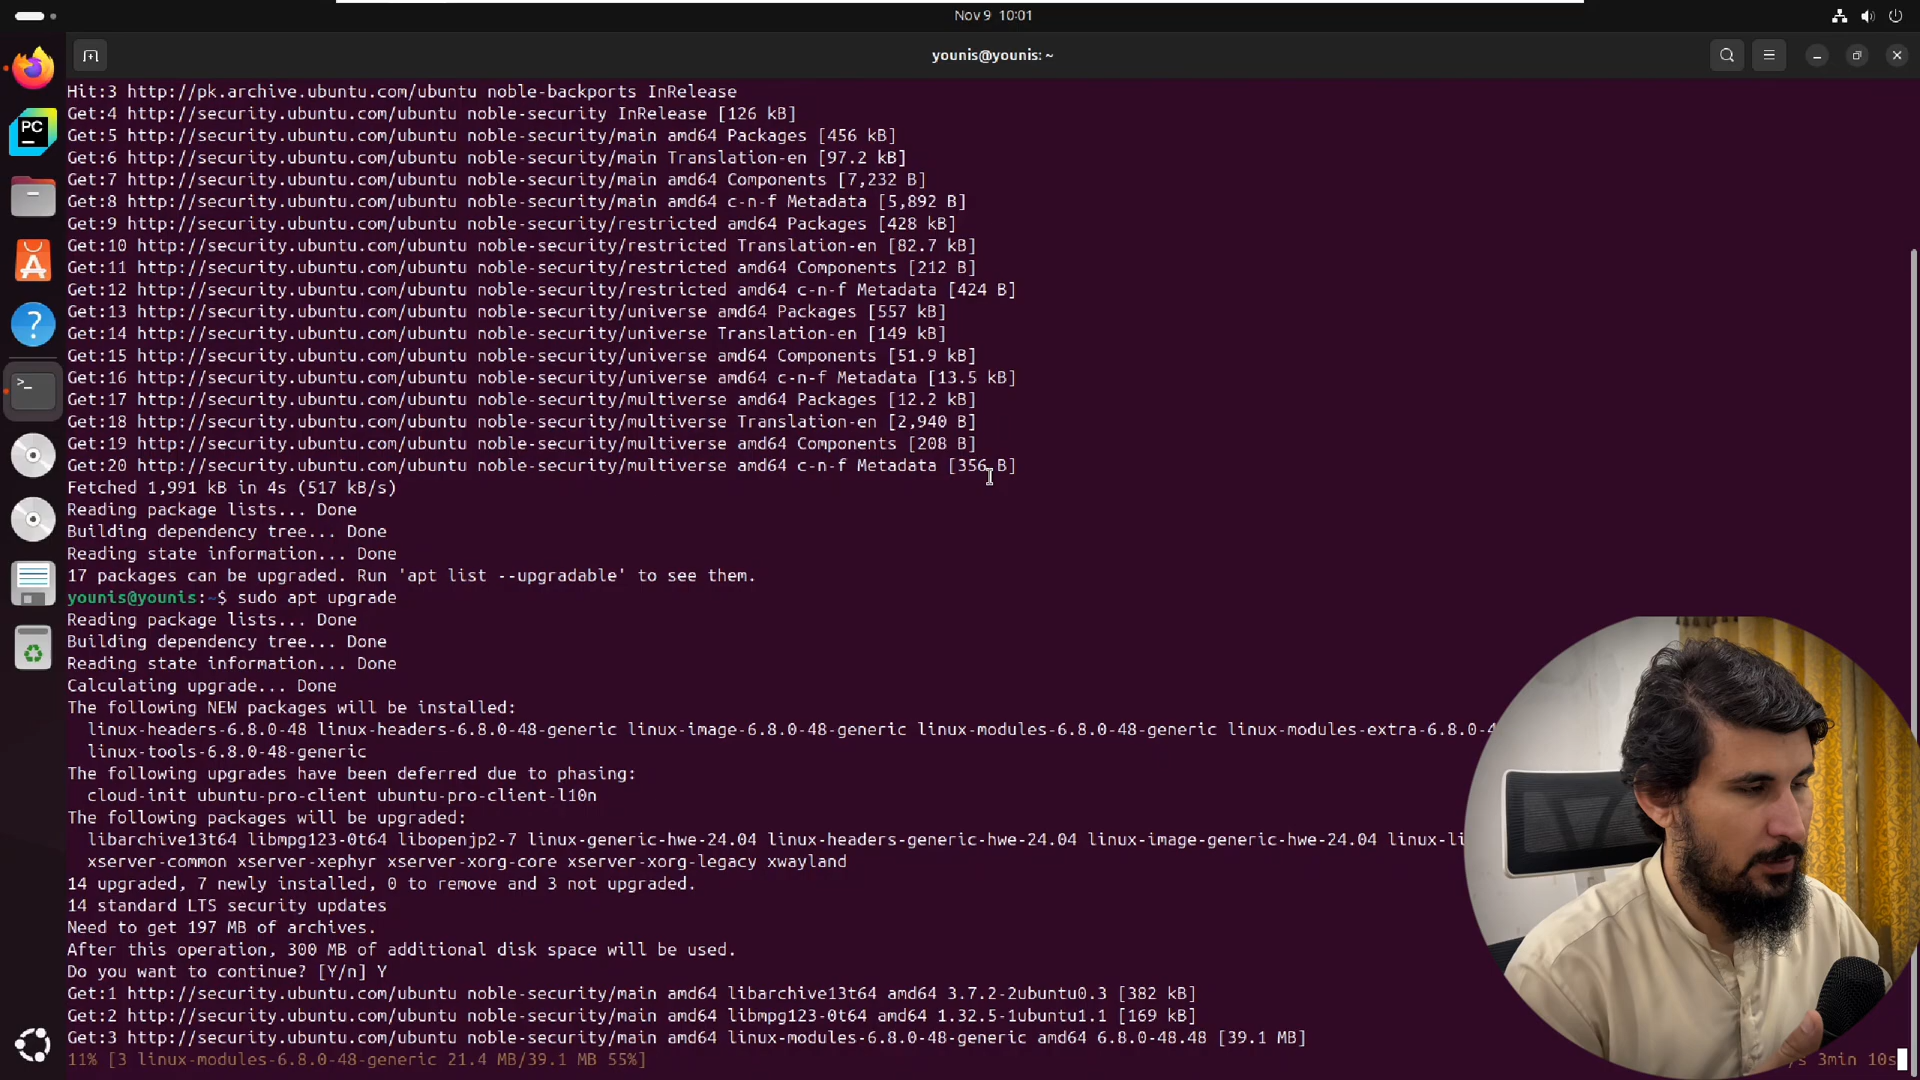 Nov 9 10:01
younis@younis: ~
Hit:3 http://pk.archive.ubuntu.com/ubuntu noble-backports InRelease
Get:4 http://security.ubuntu.com/ubuntu noble-security InRelease [126 kB]
Get:5 http://security.ubuntu.com/ubuntu noble-security/main amd64 Packages [456 kB]
Get:6 http://security.ubuntu.com/ubuntu noble-security/main Translation-en [97.2 kB]
Get:7 http://security.ubuntu.com/ubuntu noble-security/main amd64 Components [7,232 B]
Get:8 http://security.ubuntu.com/ubuntu noble-security/main amd64 c-n-f Metadata [5,892 B]
Get:9 http://security.ubuntu.com/ubuntu noble-security/restricted amd64 Packages [428 kB]
Get:10 http://security.ubuntu.com/ubuntu noble-security/restricted Translation-en [82.7 kB]
Get:11 http://security.ubuntu.com/ubuntu noble-security/restricted amd64 Components [212 B]
Get:12 http://security.ubuntu.com/ubuntu noble-security/restricted amd64 c-n-f Metadata [424 B]
Get:13 http://security.ubuntu.com/ubuntu noble-security/universe amd64 Packages [557 kB]
Get:14 http://security.ubuntu.com/ubuntu noble-security/universe Translation-en [149 kB]
Get:15 http://security.ubuntu.com/ubuntu noble-security/universe amd64 Components [51.9 kB]
Get:16 http://security.ubuntu.com/ubuntu noble-security/universe amd64 c-n-f Metadata [13.5 kB]
Get:17 http://security.ubuntu.com/ubuntu noble-security/multiverse amd64 Packages [12.2 kB]
Get:18 http://security.ubuntu.com/ubuntu noble-security/multiverse Translation-en [2,940 B]
Get:19 http://security.ubuntu.com/ubuntu noble-security/multiverse amd64 Components [208 B]
Get:20 http://security.ubuntu.com/ubuntu noble-security/multiverse amd64 c-n-f Metadata [356 B]
Fetched 1,991 kB in 4s (517 kB/s)
Reading package lists... Done
Building dependency tree... Done
Reading state information... Done
17 packages can be upgraded. Run 'apt list --upgradable' to see them.
younis@younis:~$ sudo apt upgrade
Reading package lists... Done
Building dependency tree... Done
Reading state information... Done
Calculating upgrade... Done
The following NEW packages will be installed:
linux-headers-6.8.0-48 linux-headers-6.8.0-48-generic linux-image-6.8.0-48-generic linux-modules-6.8.0-48-generic linux-modules-extra-6.8.0-4
linux-tools-6.8.0-48-generic
The following upgrades have been deferred due to phasing:
cloud-init ubuntu-pro-client ubuntu-pro-client-l10n
The following packages will be upgraded:
libarchive13t64 libmpg123-0t64 libopenjp2-7 linux-generic-hwe-24.04 linux-headers-generic-hwe-24.04 linux-image-generic-hwe-24.04 linux-li
xserver-common xserver-xephyr xserver-xorg-core xserver-xorg-legacy xwayland
14 upgraded, 7 newly installed, 0 to remove and 3 not upgraded.
14 standard LTS security updates
Need to get 197 MB of archives.
After this operation, 300 MB of additional disk space will be used.
Do you want to continue? [Y/n] Y
Get:1 http://security.ubuntu.com/ubuntu noble-security/main amd64 libarchive13t64 amd64 3.7.2-2ubuntu0.3 [382 kB]
Get:2 http://security.ubuntu.com/ubuntu noble-security/main amd64 libmpg123-0t64 amd64 1.32.5-1ubuntu1.1 [169 kB]
Get:3 http://security.ubuntu.com/ubuntu noble-security/main amd64 linux-modules-6.8.0-48-generic amd64 6.8.0-48.48 [39.1 MB]
11% [3 linux-modules-6.8.0-48-generic 21.4 MB/39.1 MB 55%] /s 3min 10s
PC